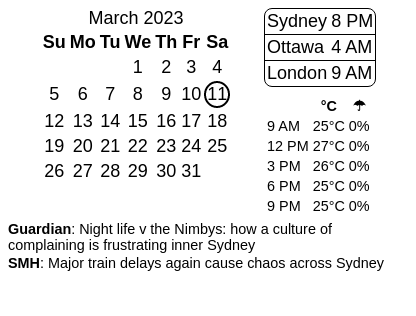 March 2023
Su Mo Tu We Th Fr Sa
1 2 3 4
5 6 7 8 9 10 11
12 13 14 15 16 17 18
19 20 21 22 23 24 25
26 27 28 29 30 31
Sydney 8 PM
Ottawa 4 AM
London 9 AM
°C ☂
9 AM 25°C 0%
12 PM 27°C 0%
3 PM 26°C 0%
6 PM 25°C 0%
9 PM 25°C 0%
Guardian: Night life v the Nimbys: how a culture of
complaining is frustrating inner Sydney
SMH: Major train delays again cause chaos across Sydney